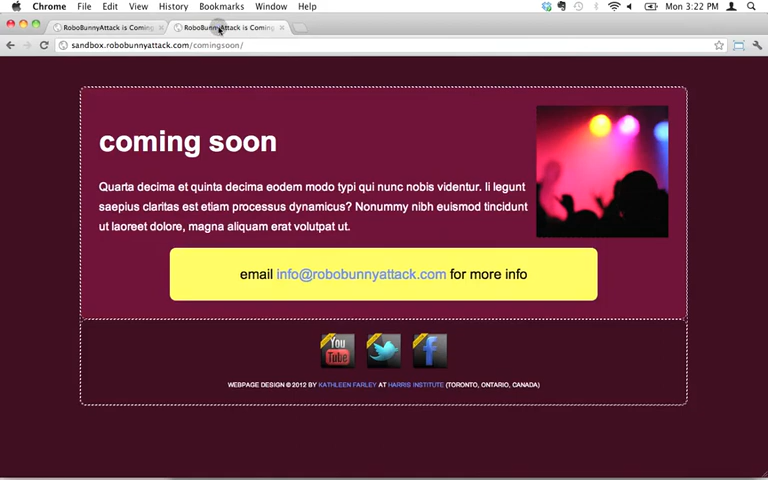 Chrome File Edit View History Bookmarks Window Help Mon 3:22 PM
RoboBunnyAttack is Coming RoboBunnyAttack is Coming
sandbox.robobunnyattack.com/comingsoon/
coming soon
Quarta decima et quinta decima eodem modo typi qui nunc nobis videntur. Ii legunt
saepius claritas est etiam processus dynamicus? Nonummy nibh euismod tincidunt
ut laoreet dolore, magna aliquam erat volutpat ut.
email info@robobunnyattack.com for more info
You
Tube
WEBPAGE DESIGN © 2012 BY KATHLEEN FARLEY AT HARRIS INSTITUTE (TORONTO, ONTARIO, CANADA)